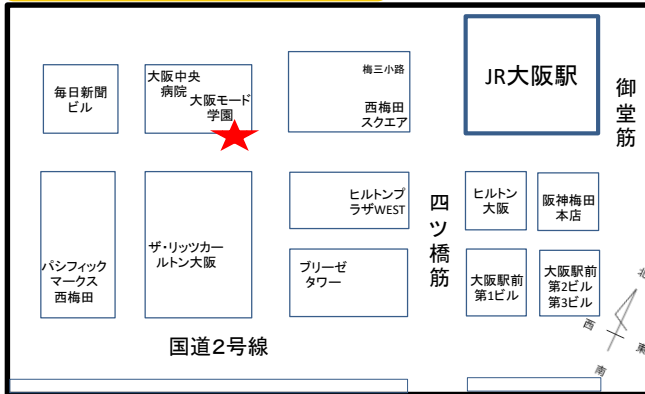 毎日新聞
ビル
大阪中央
病院
大阪モード
学園
梅三小路
西梅田
スクエア
JR大阪駅
御堂筋
パシフィック
マークス
西梅田
ザ・リッツカー
ルトン大阪
ヒルトンプ
ラザWEST
ブリーゼ
タワー
四ツ橋筋
ヒルトン
大阪
阪神梅田
本店
大阪駅前
第1ビル
大阪駅前
第2ビル
第3ビル
北
西
東
南
国道2号線